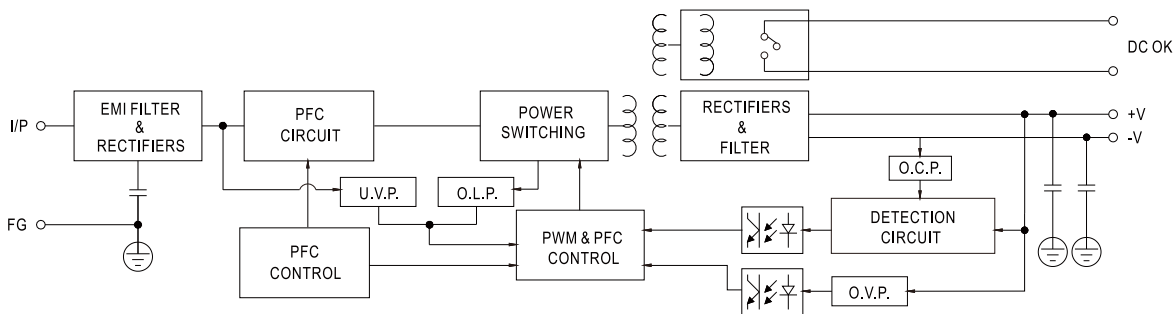 DC OK
I/P
EMI FILTER
&
RECTIFIERS
PFC
CIRCUIT
POWER
SWITCHING
RECTIFIERS
&
FILTER
+V
-V
U.V.P.
O.L.P.
O.C.P.
FG
PFC
CONTROL
PWM & PFC
CONTROL
DETECTION
CIRCUIT
O.V.P.